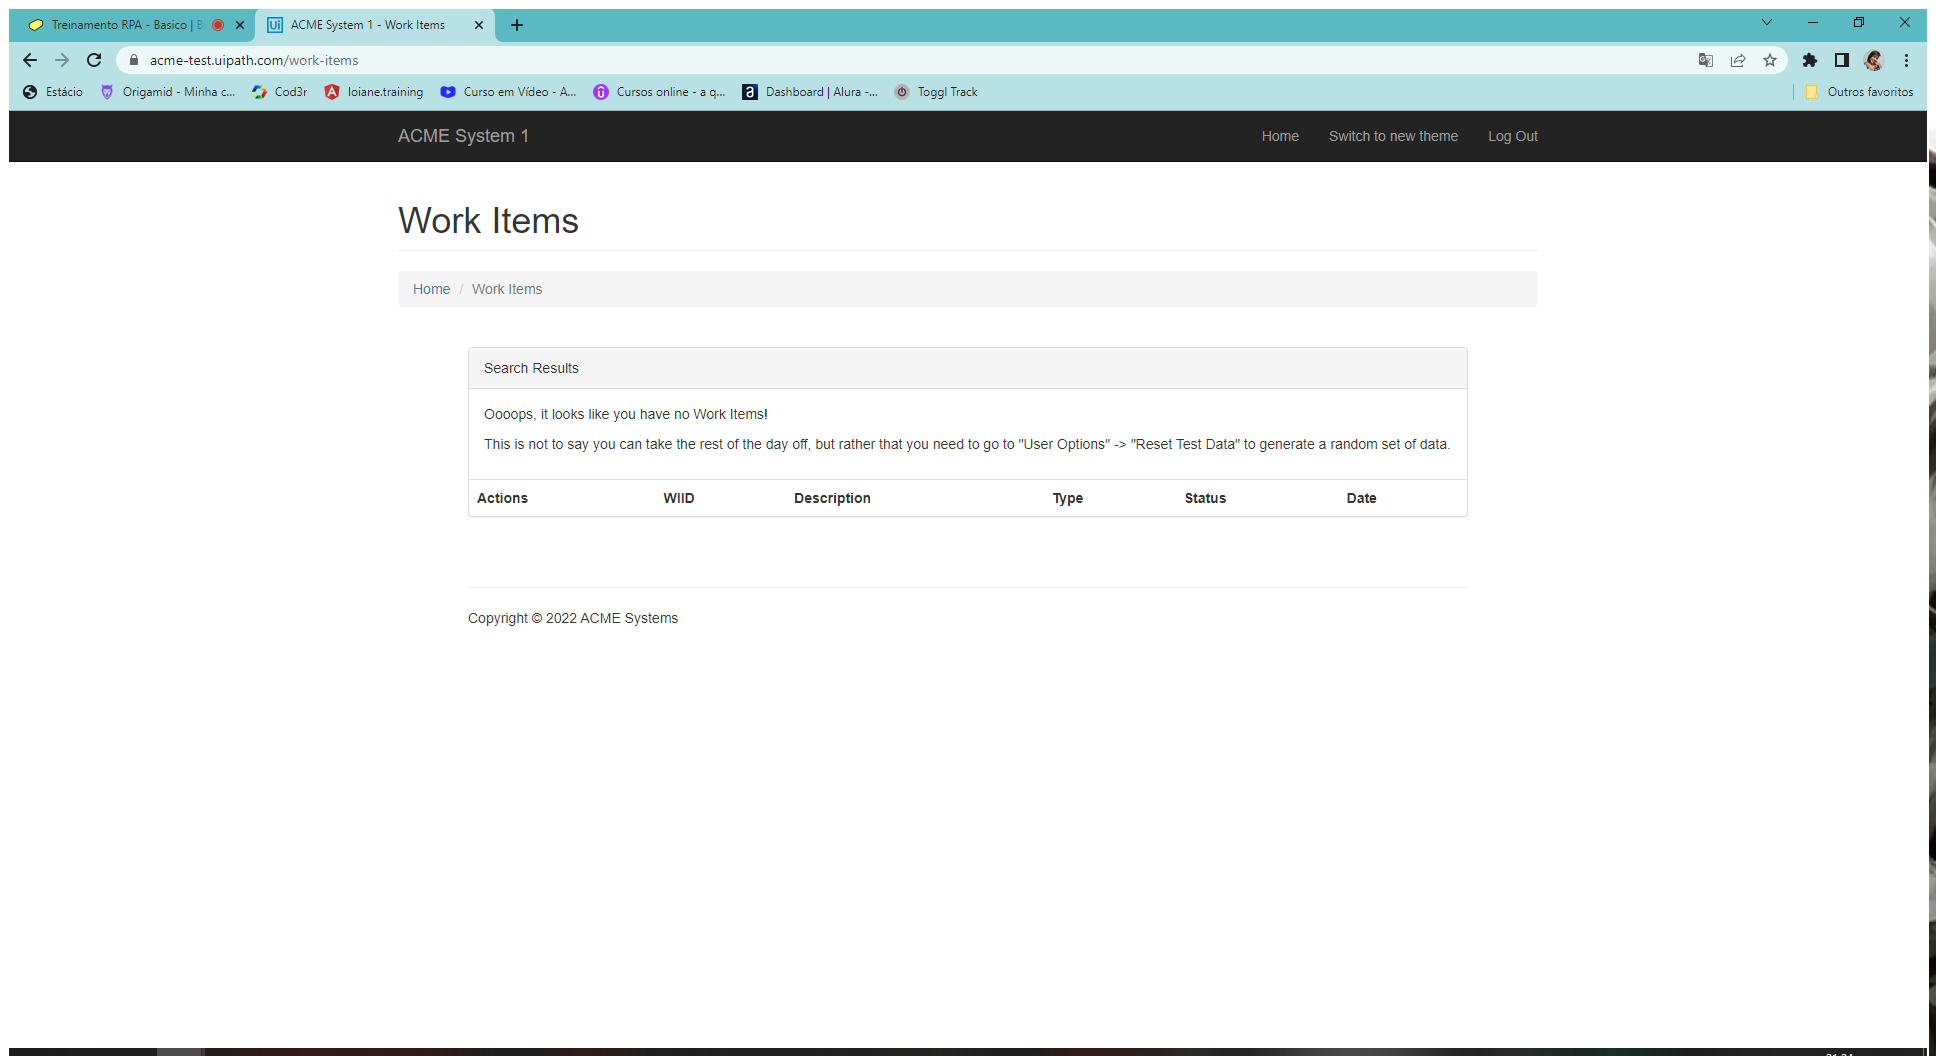 Treinamento RPA - Basico | B
ACME System 1 - Work Items
acme-test.uipath.com/work-items
Estácio
Origamid - Minha c...
Cod3r
loiane.training
Curso em Vídeo - A...
Cursos online - a q...
Dashboard | Alura -...
Toggl Track
Outros favoritos
ACME System 1
Home
Switch to new theme
Log Out
Work Items
Home / Work Items
Search Results
Oooops, it looks like you have no Work Items!
This is not to say you can take the rest of the day off, but rather that you need to go to "User Options" -> "Reset Test Data" to generate a random set of data.
Actions WIID Description Type Status Date
Copyright © 2022 ACME Systems